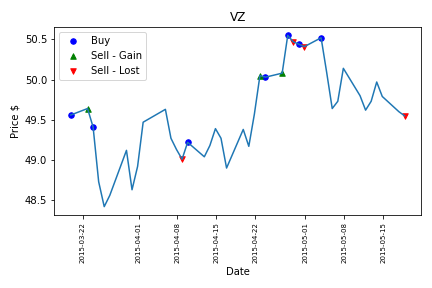 VZ
Buy
Sell - Gain
Sell - Lost
Price $
50.5
50.0
49.5
49.0
48.5
2015-03-22
2015-04-01
2015-04-08
2015-04-15
2015-04-22
2015-05-01
2015-05-08
2015-05-15
Date